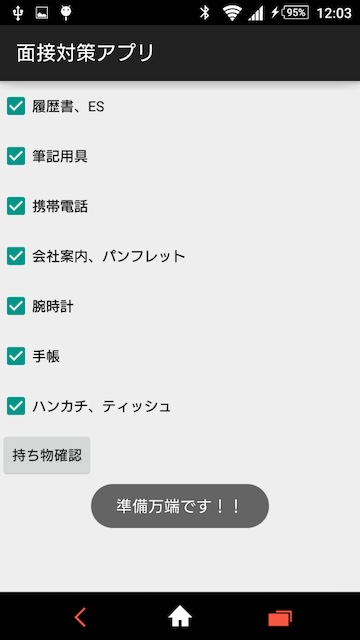 95% 12:03
面接対策アプリ
履歴書、ES
筆記用具
携帯電話
会社案内、パンフレット
腕時計
手帳
ハンカチ、ティッシュ
持ち物確認
準備万端です！！